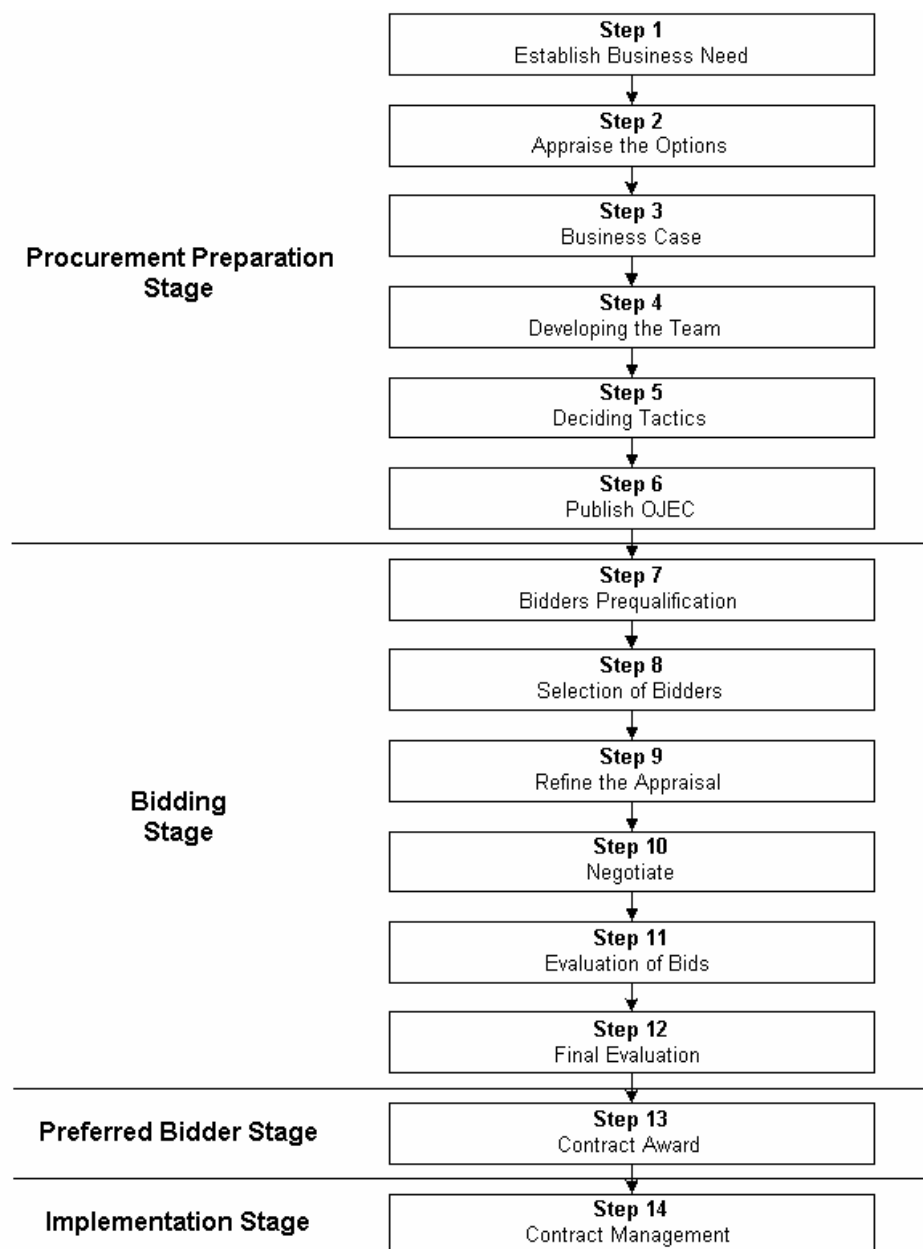 Step 1
Establish Business Need
Step 2
Appraise the Options
Step 3
Business Case
Procurement Preparation
Stage
Step 4
Developing the Team
Step 5
Deciding Tactics
Step 6
Publish OJEC
Step 7
Bidders Prequalification
Step 8
Selection of Bidders
Step 9
Refine the Appraisal
Bidding
Stage
Step 10
Negotiate
Step 11
Evaluation of Bids
Step 12
Final Evaluation
Preferred Bidder Stage
Step 13
Contract Award
Implementation Stage
Step 14
Contract Management